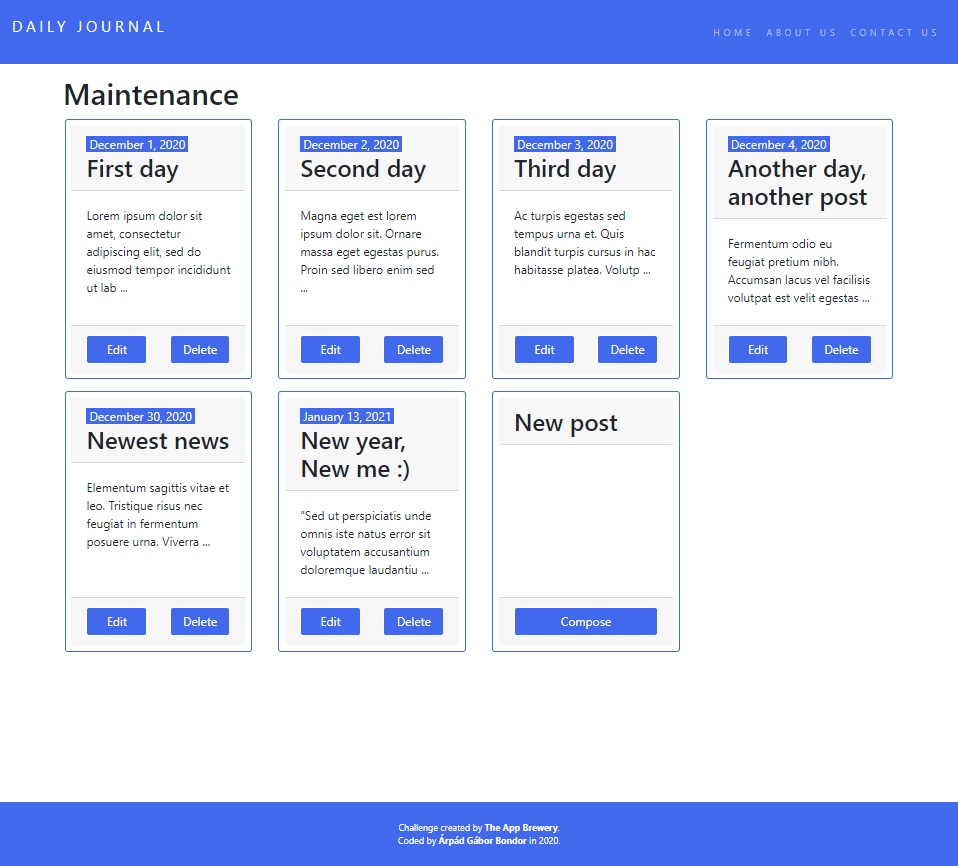 DAILY JOURNAL
HOME ABOUT US CONTACT US
Maintenance
December 1, 2020
First day
Lorem ipsum dolor sit
amet, consectetur
adipiscing elit, sed do
eiusmod tempor incididunt
ut lab ...
Edit Delete
December 2, 2020
Second day
Magna eget est lorem
ipsum dolor sit. Ornare
massa eget egestas purus.
Proin sed libero enim sed
...
Edit Delete
December 3, 2020
Third day
Ac turpis egestas sed
tempus urna et. Quis
blandit turpis cursus in hac
habitasse platea. Volutp ...
Edit Delete
December 4, 2020
Another day,
another post
Fermentum odio eu
feugiat pretium nibh.
Accumsan lacus vel facilisis
volutpat est velit egestas ...
Edit Delete
December 30, 2020
Newest news
Elementum sagittis vitae et
leo. Tristique risus nec
feugiat in fermentum
posuere urna. Viverra ...
Edit Delete
January 13, 2021
New year,
New me :)
"Sed ut perspiciatis unde
omnis iste natus error sit
voluptatem accusantium
doloremque laudantiu ...
Edit Delete
New post
Compose
Challenge created by The App Brewery.
Coded by Árpád Gábor Bondor in 2020.